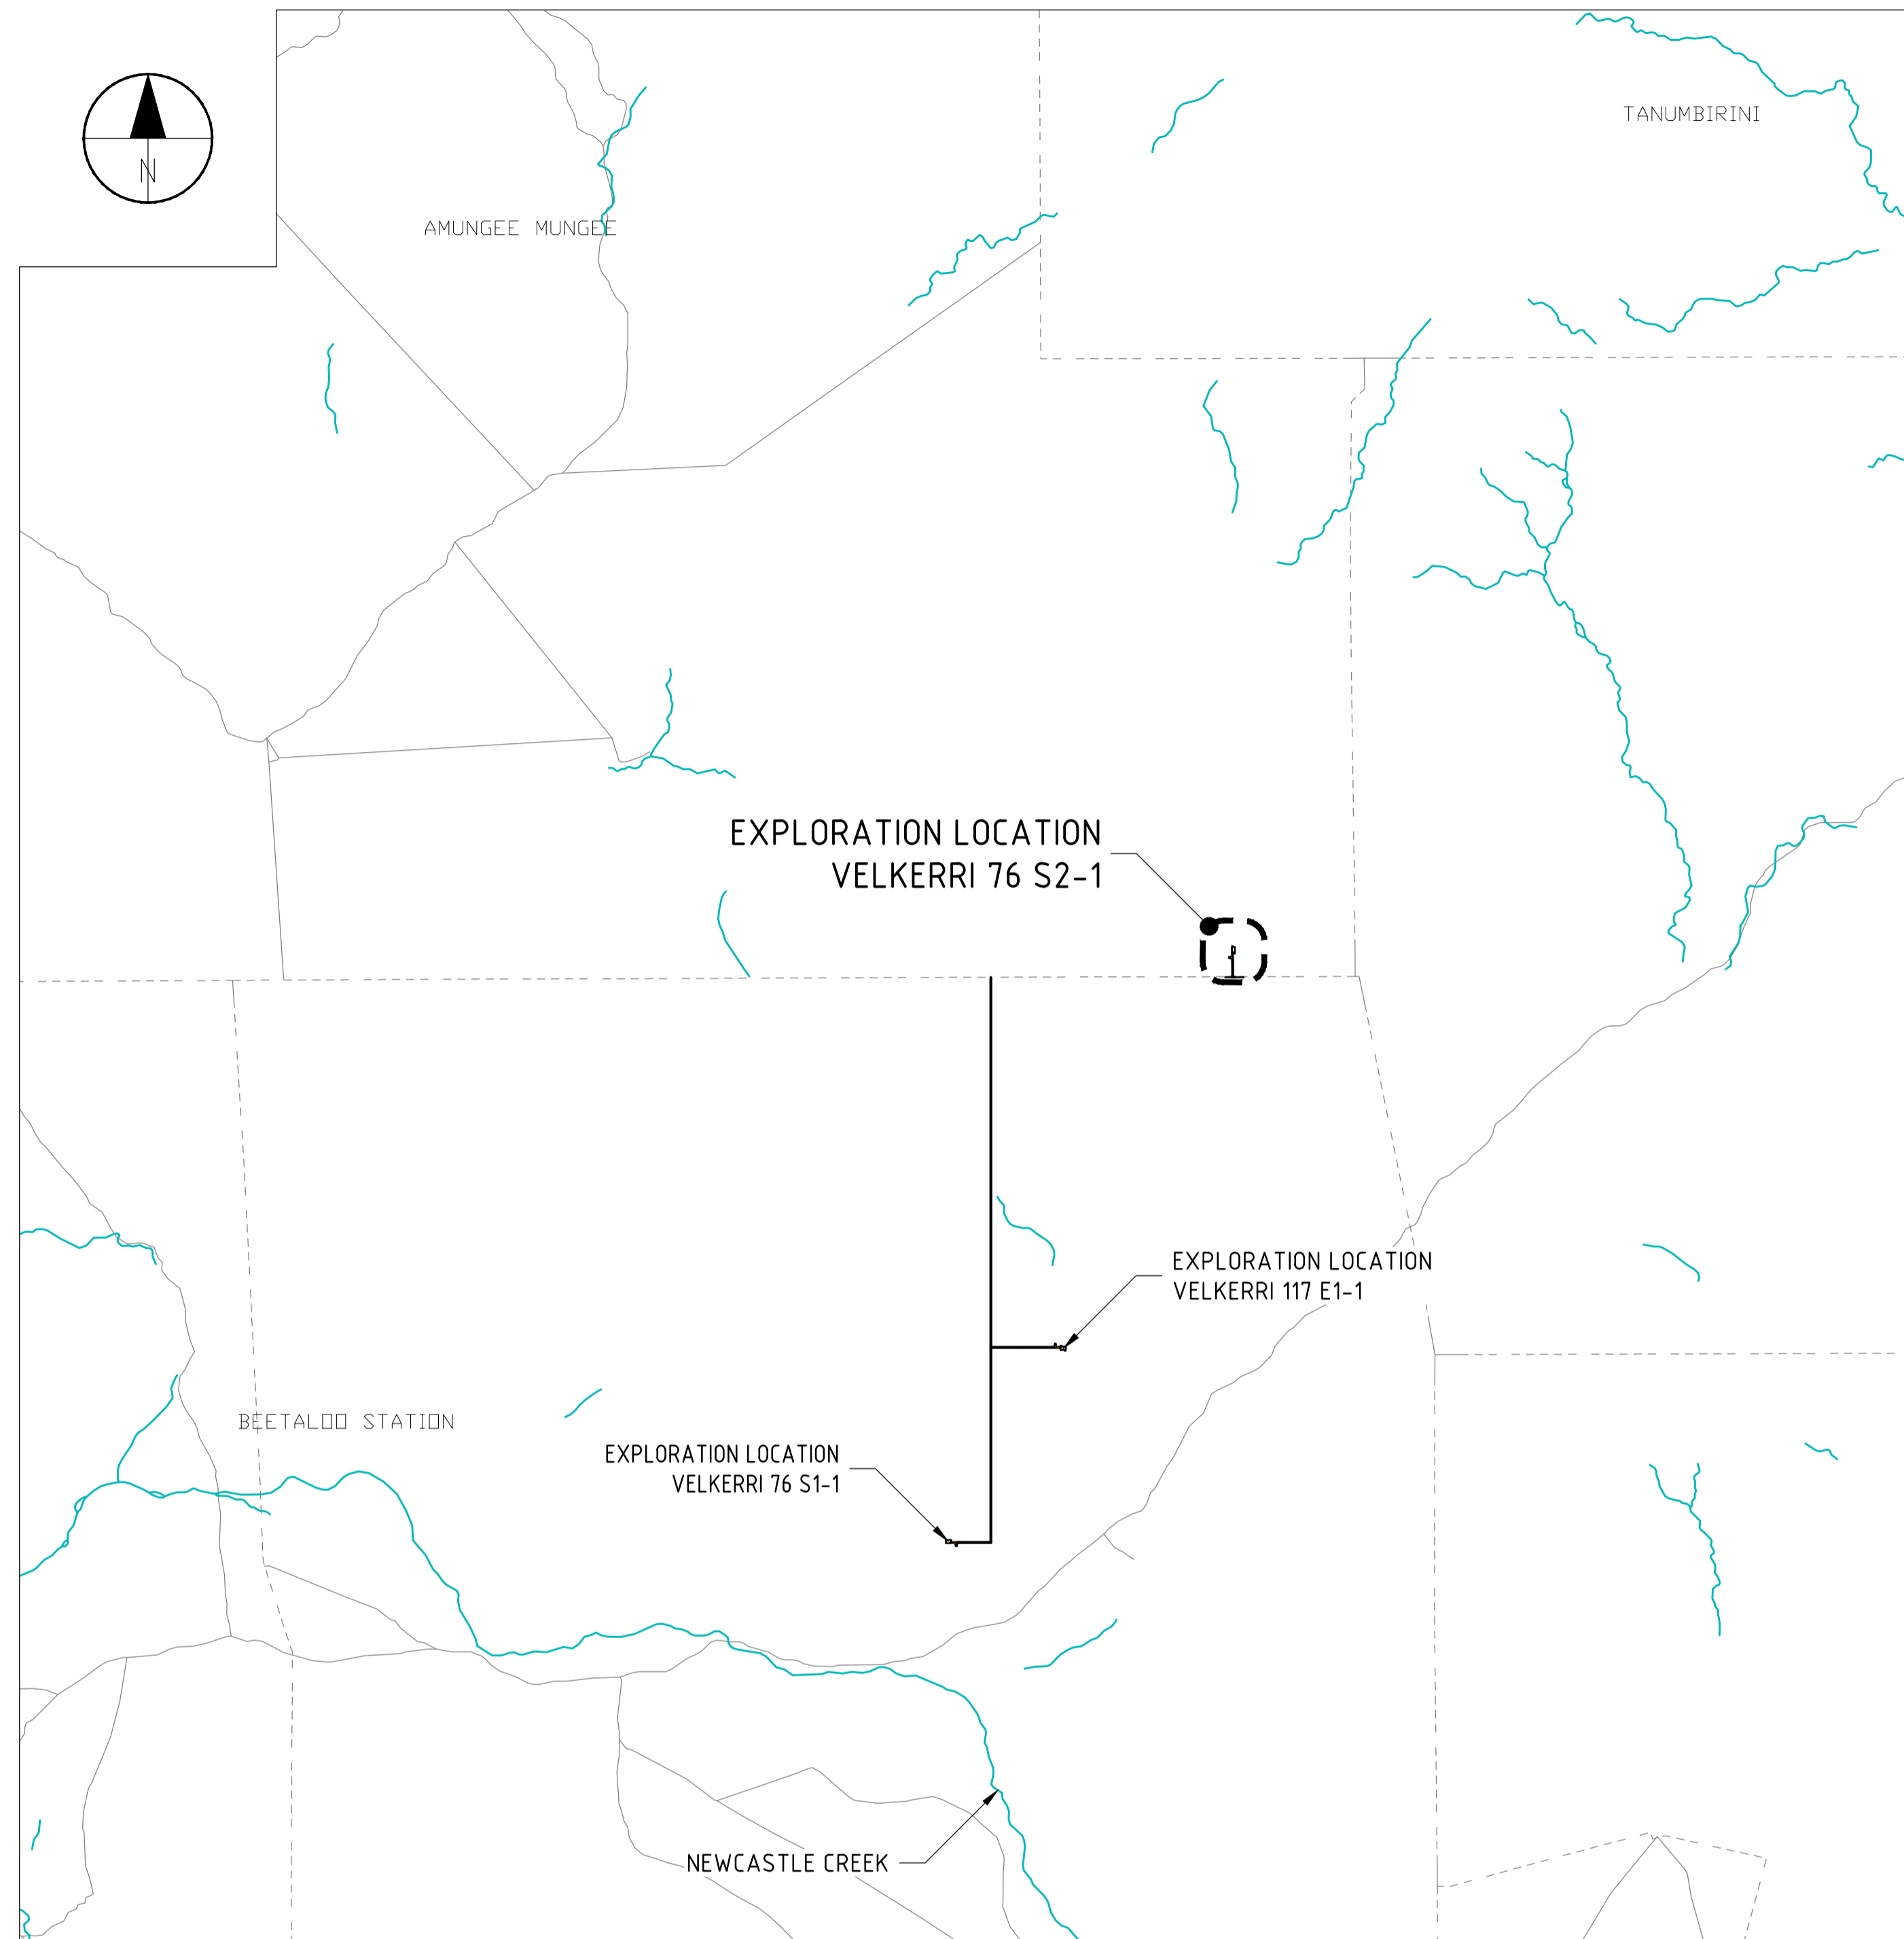 TANUMBIRINI
N
AMUNGEE MUNGEE
EXPLORATION LOCATION
VELKERRI 76 S2-1
EXPLORATION LOCATION
VELKERRI 117 E1-1
BEETALOO STATION
EXPLORATION LOCATION
VELKERRI 76 S1-1
NEWCASTLE CREEK